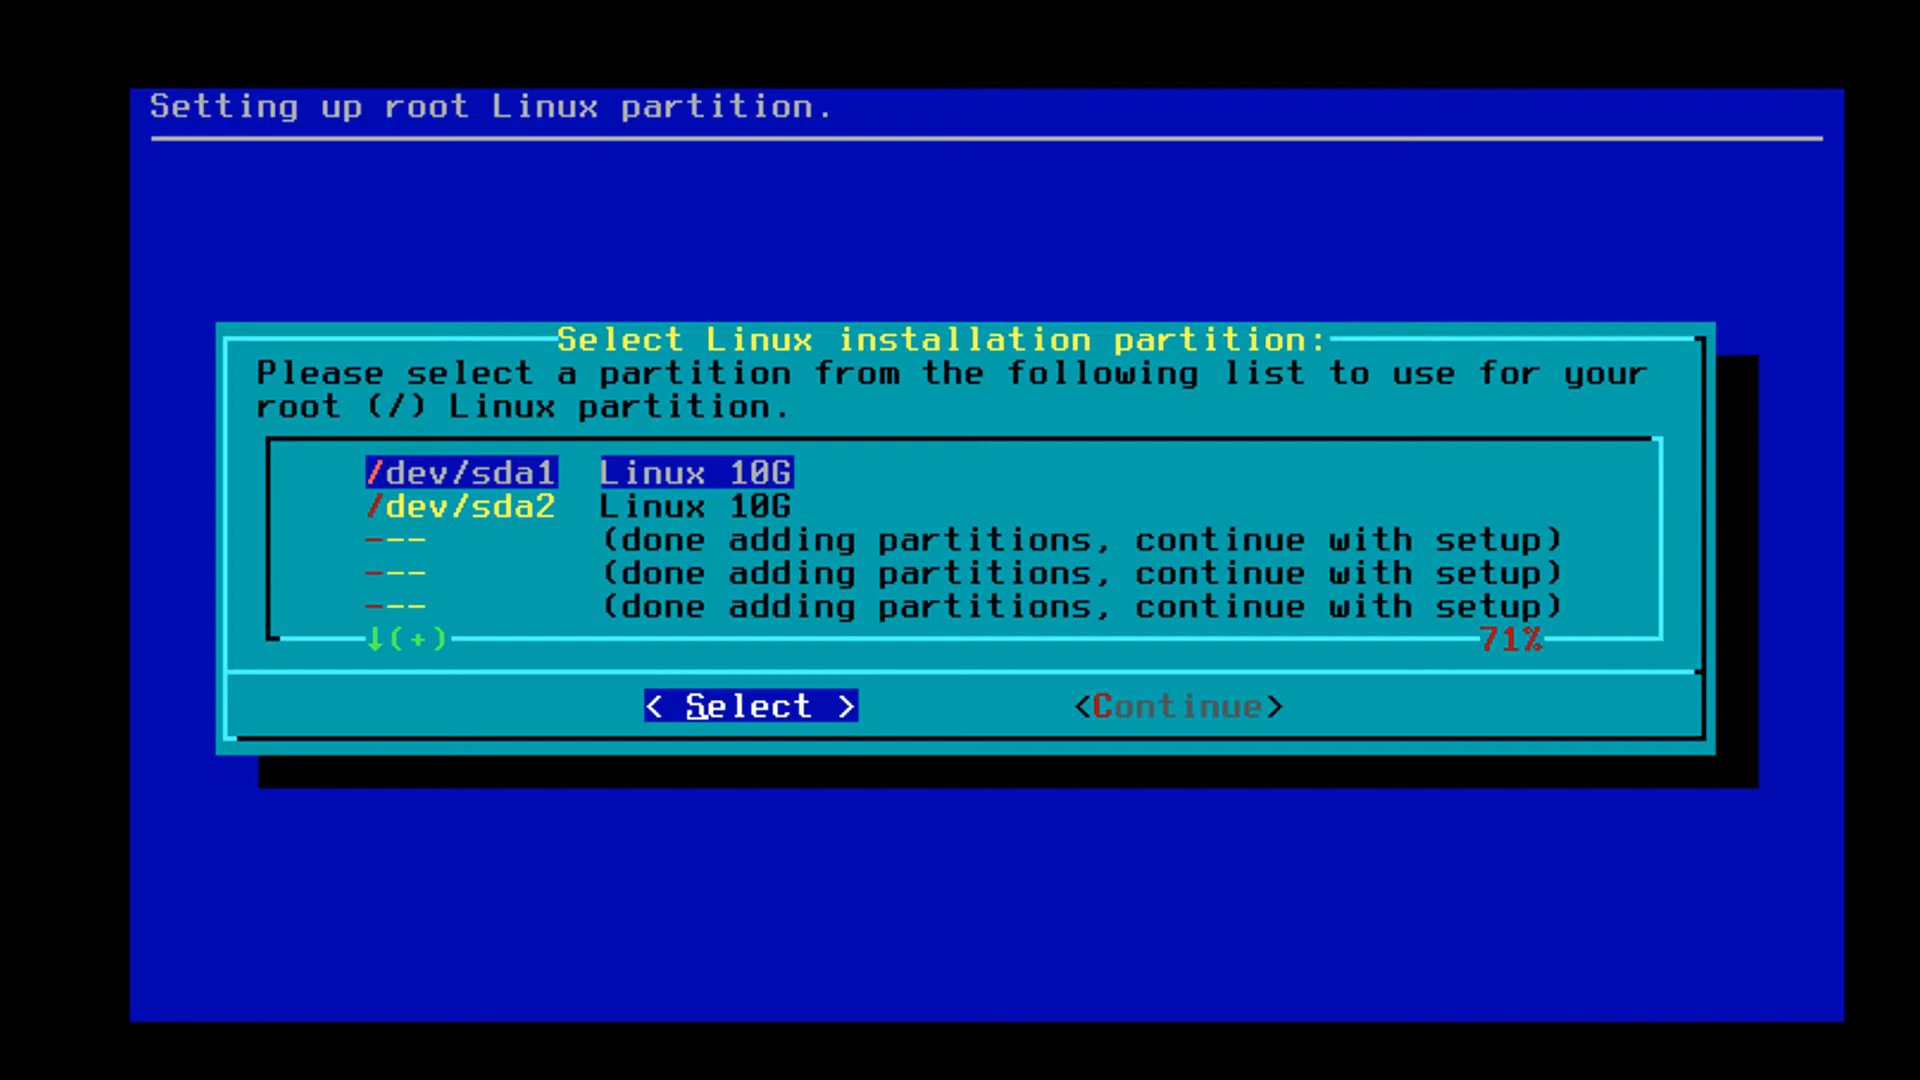 Setting up root Linux partition.
Select Linux installation partition:
Please select a partition from the following list to use for your
root (/) Linux partition.
/dev/sda1 Linux 10G
/dev/sda2 Linux 10G
--- (done adding partitions, continue with setup)
--- (done adding partitions, continue with setup)
--- (done adding partitions, continue with setup)
↓(+) 71%
< Select > <Continue>